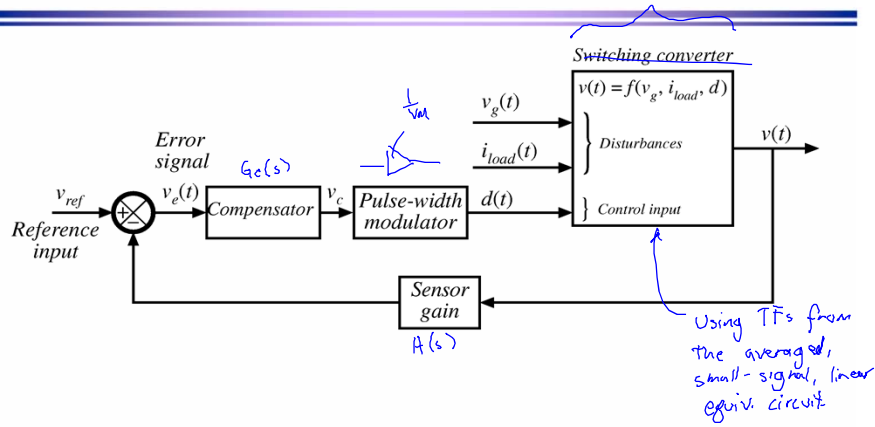 Switching converter
v(t) = f(v_g, i_load, d)
1/V_M
v_g(t)
Disturbances
v(t)
Error
signal
i_load(t)
G_c(s)
v_ref
v_e(t)
Compensator
v_c
Pulse-width
modulator
d(t)
Control input
Reference
input
Sensor
gain
H(s)
Using TFs from
the averaged,
small-signal, linear
equiv. circuit.